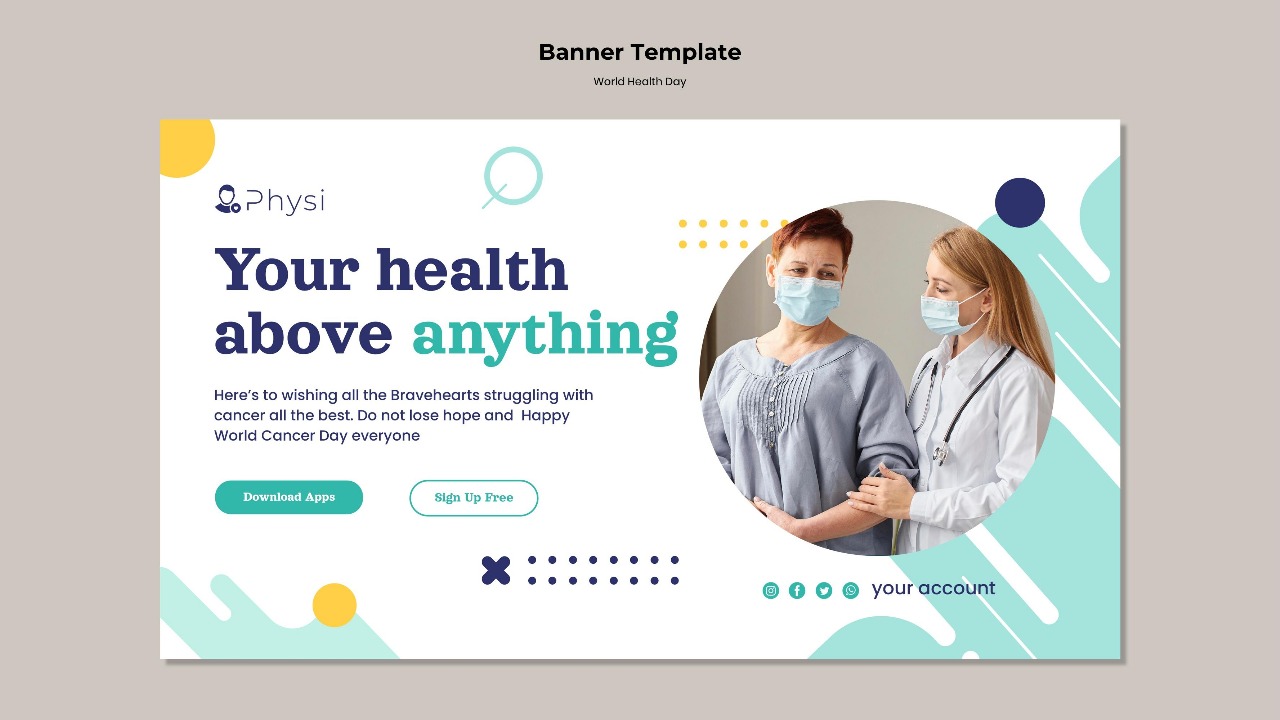 Banner Template
World Health Day
Physi
Your health
above anything
Here’s to wishing all the Bravehearts struggling with
cancer all the best. Do not lose hope and  Happy
World Cancer Day everyone
Download Apps
Sign Up Free
your account